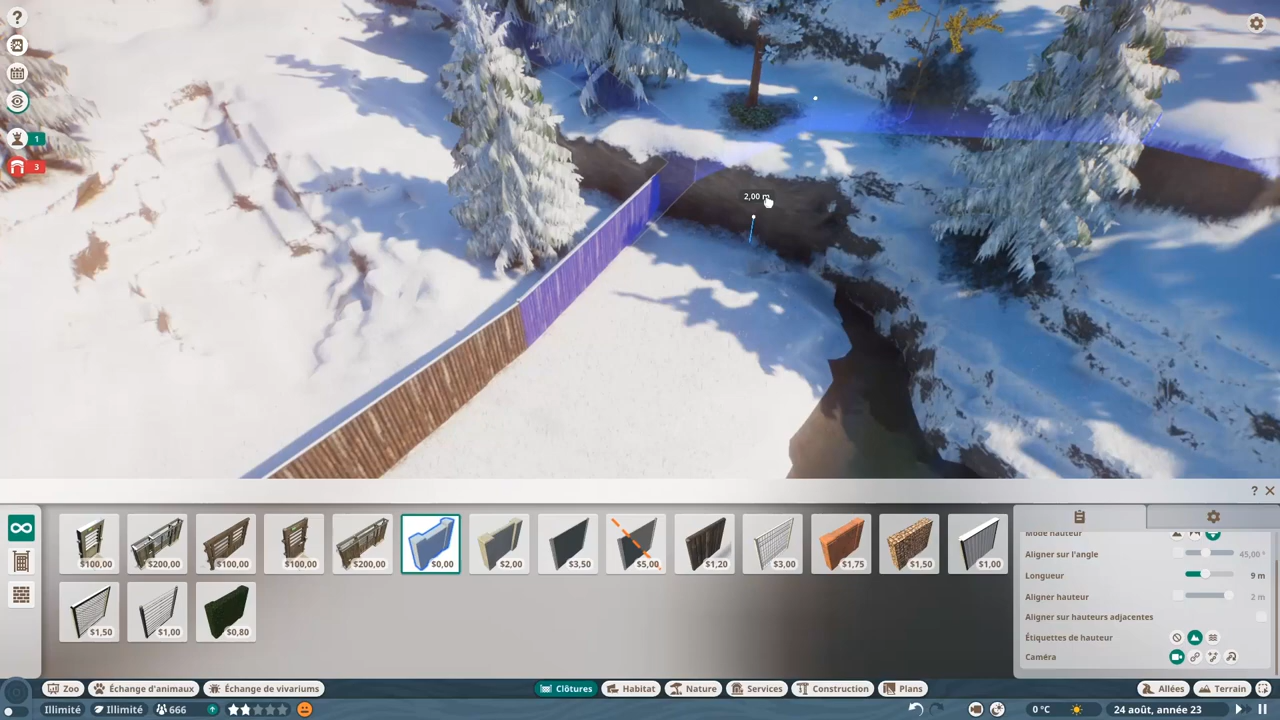 ?
1
3
2,00 m
?
$100,00 $200,00 $100,00 $100,00 $200,00 $0,00 $2,00 $3,50 $5,00 $1,20 $3,00 $1,75 $1,50 $1,00
$1,50 $1,00 $0,80
Mode hauteur
Aligner sur l'angle 45,00 °
Longueur 9 m
Aligner hauteur 2 m
Aligner sur hauteurs adjacentes
Étiquettes de hauteur
Caméra
Zoo Échange d'animaux Échange de vivariums Clôtures Habitat Nature Services Construction Plans Allées Terrain
Illimité Illimité 666 0 °C 24 août, année 23